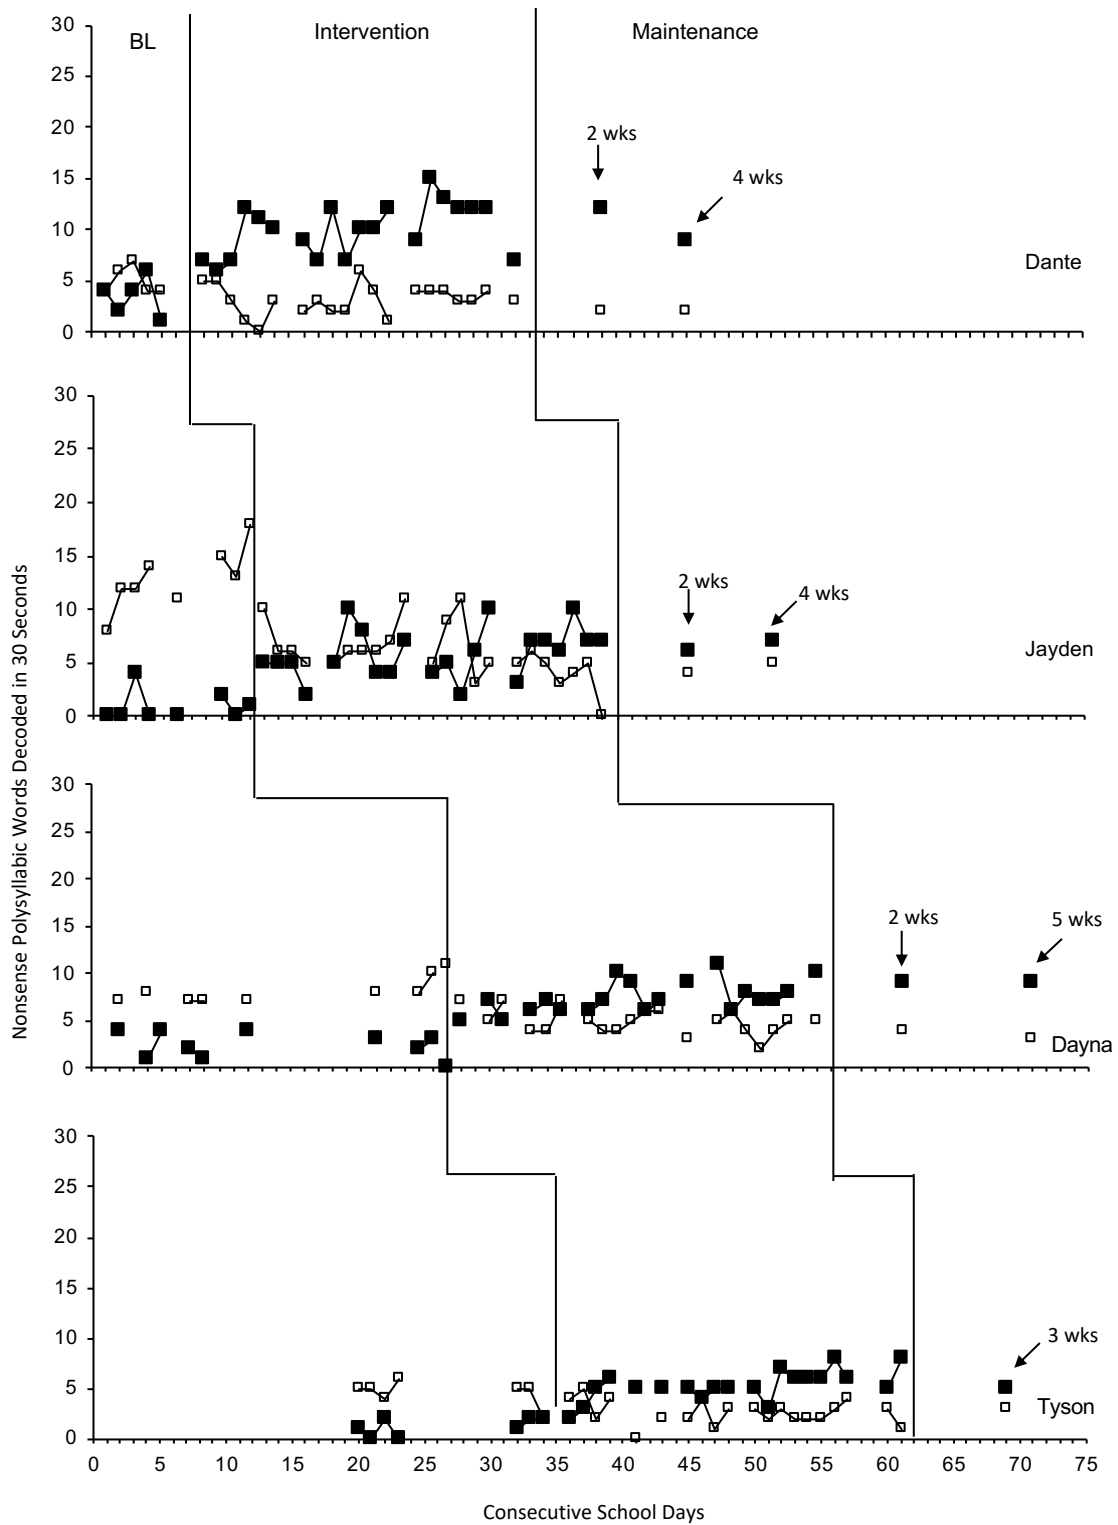 BL
Intervention
Maintenance
30
25
20
15
10
5
0
2 wks
4 wks
Dante
30
25
20
15
10
5
0
2 wks
4 wks
Jayden
30
25
20
15
10
5
0
2 wks
5 wks
Dayna
30
25
20
15
10
5
0
3 wks
Tyson
0 5 10 15 20 25 30 35 40 45 50 55 60 65 70 75
Nonsense Polysyllabic Words Decoded in 30 Seconds
Consecutive School Days